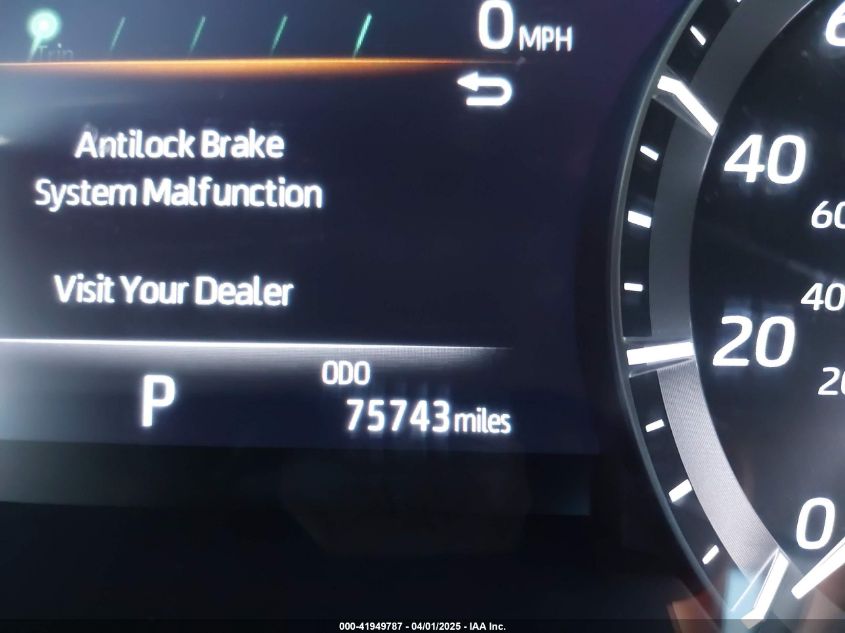 Trip
0 MPH
Antilock Brake
System Malfunction
Visit Your Dealer
P
ODO
75743 miles
6
40
60
40
20
20
0
000-41949787 - 04/01/2025 - IAA Inc.